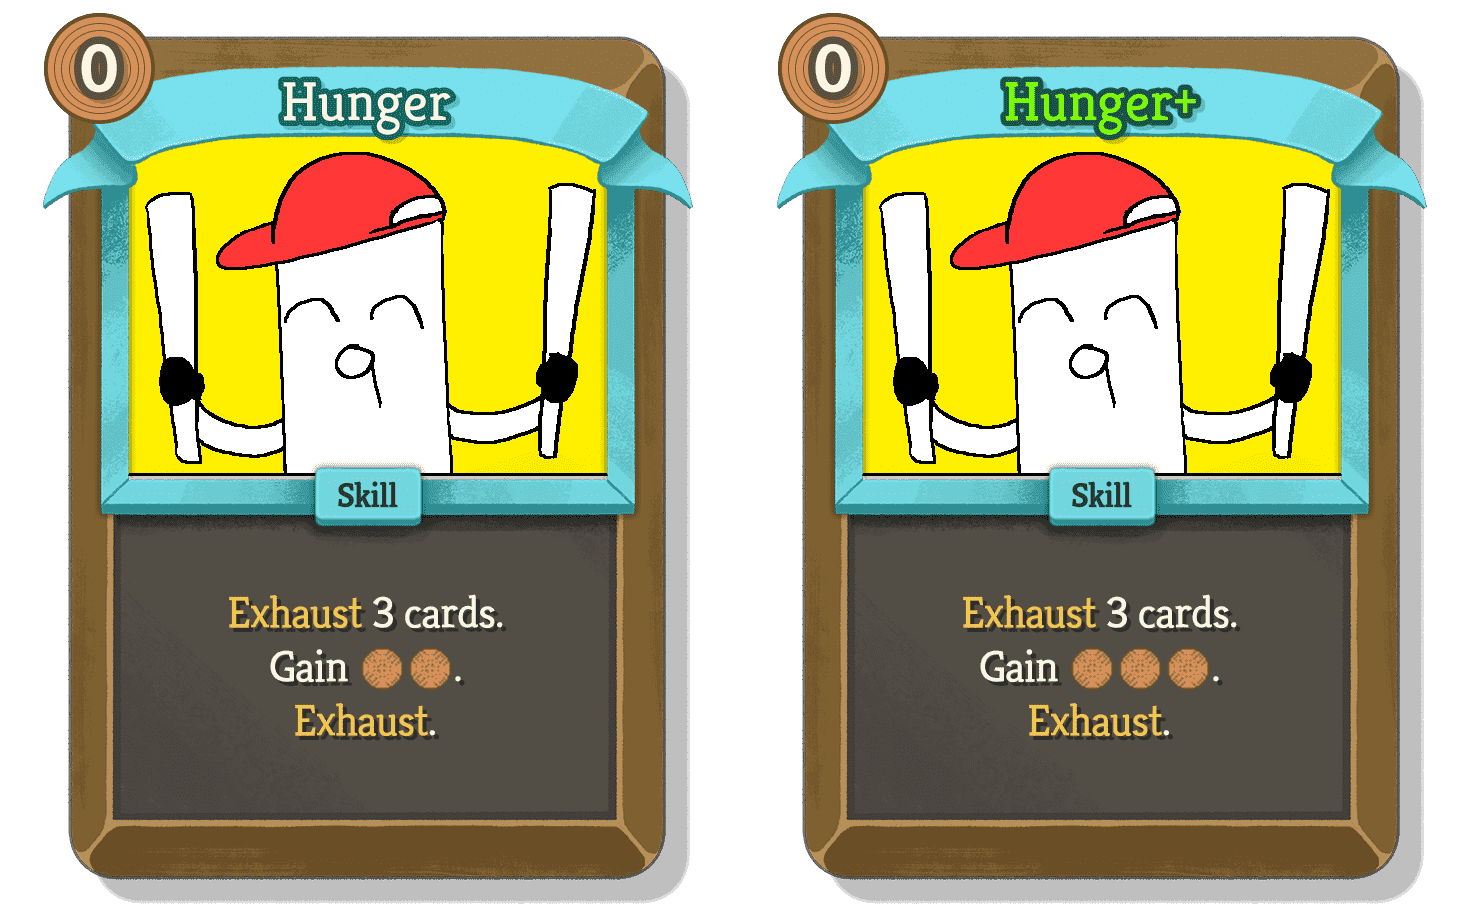 0
Hunger
Skill
Exhaust 3 cards.
Gain .
Exhaust.
0
Hunger+
Skill
Exhaust 3 cards.
Gain .
Exhaust.